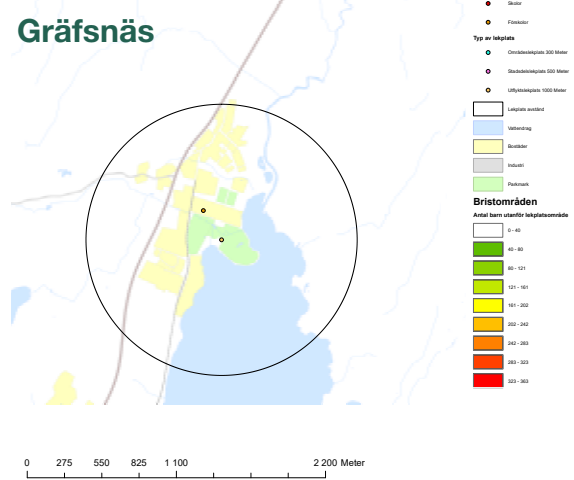 Gräfsnäs
Skolor
Förskolor
Typ av lekplats
Områdeslekplats 300 Meter
Stadsdelslekplats 500 Meter
Utflyktslekplats 1000 Meter
Lekplats avstånd
Vattendrag
Bostäder
Industri
Parkmark
Bristområden
Antal barn utanför lekplatsområde
0 - 40
40 - 80
80 - 121
121 - 161
161 - 202
202 - 242
242 - 283
283 - 323
323 - 363
0 275 550 825 1 100 2 200 Meter